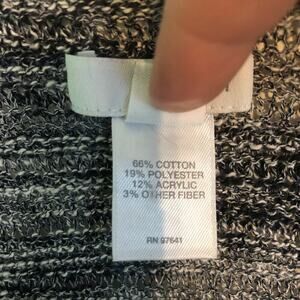 66% COTTON
19% POLYESTER
12% ACRYLIC
3% OTHER FIBER
RN 97641